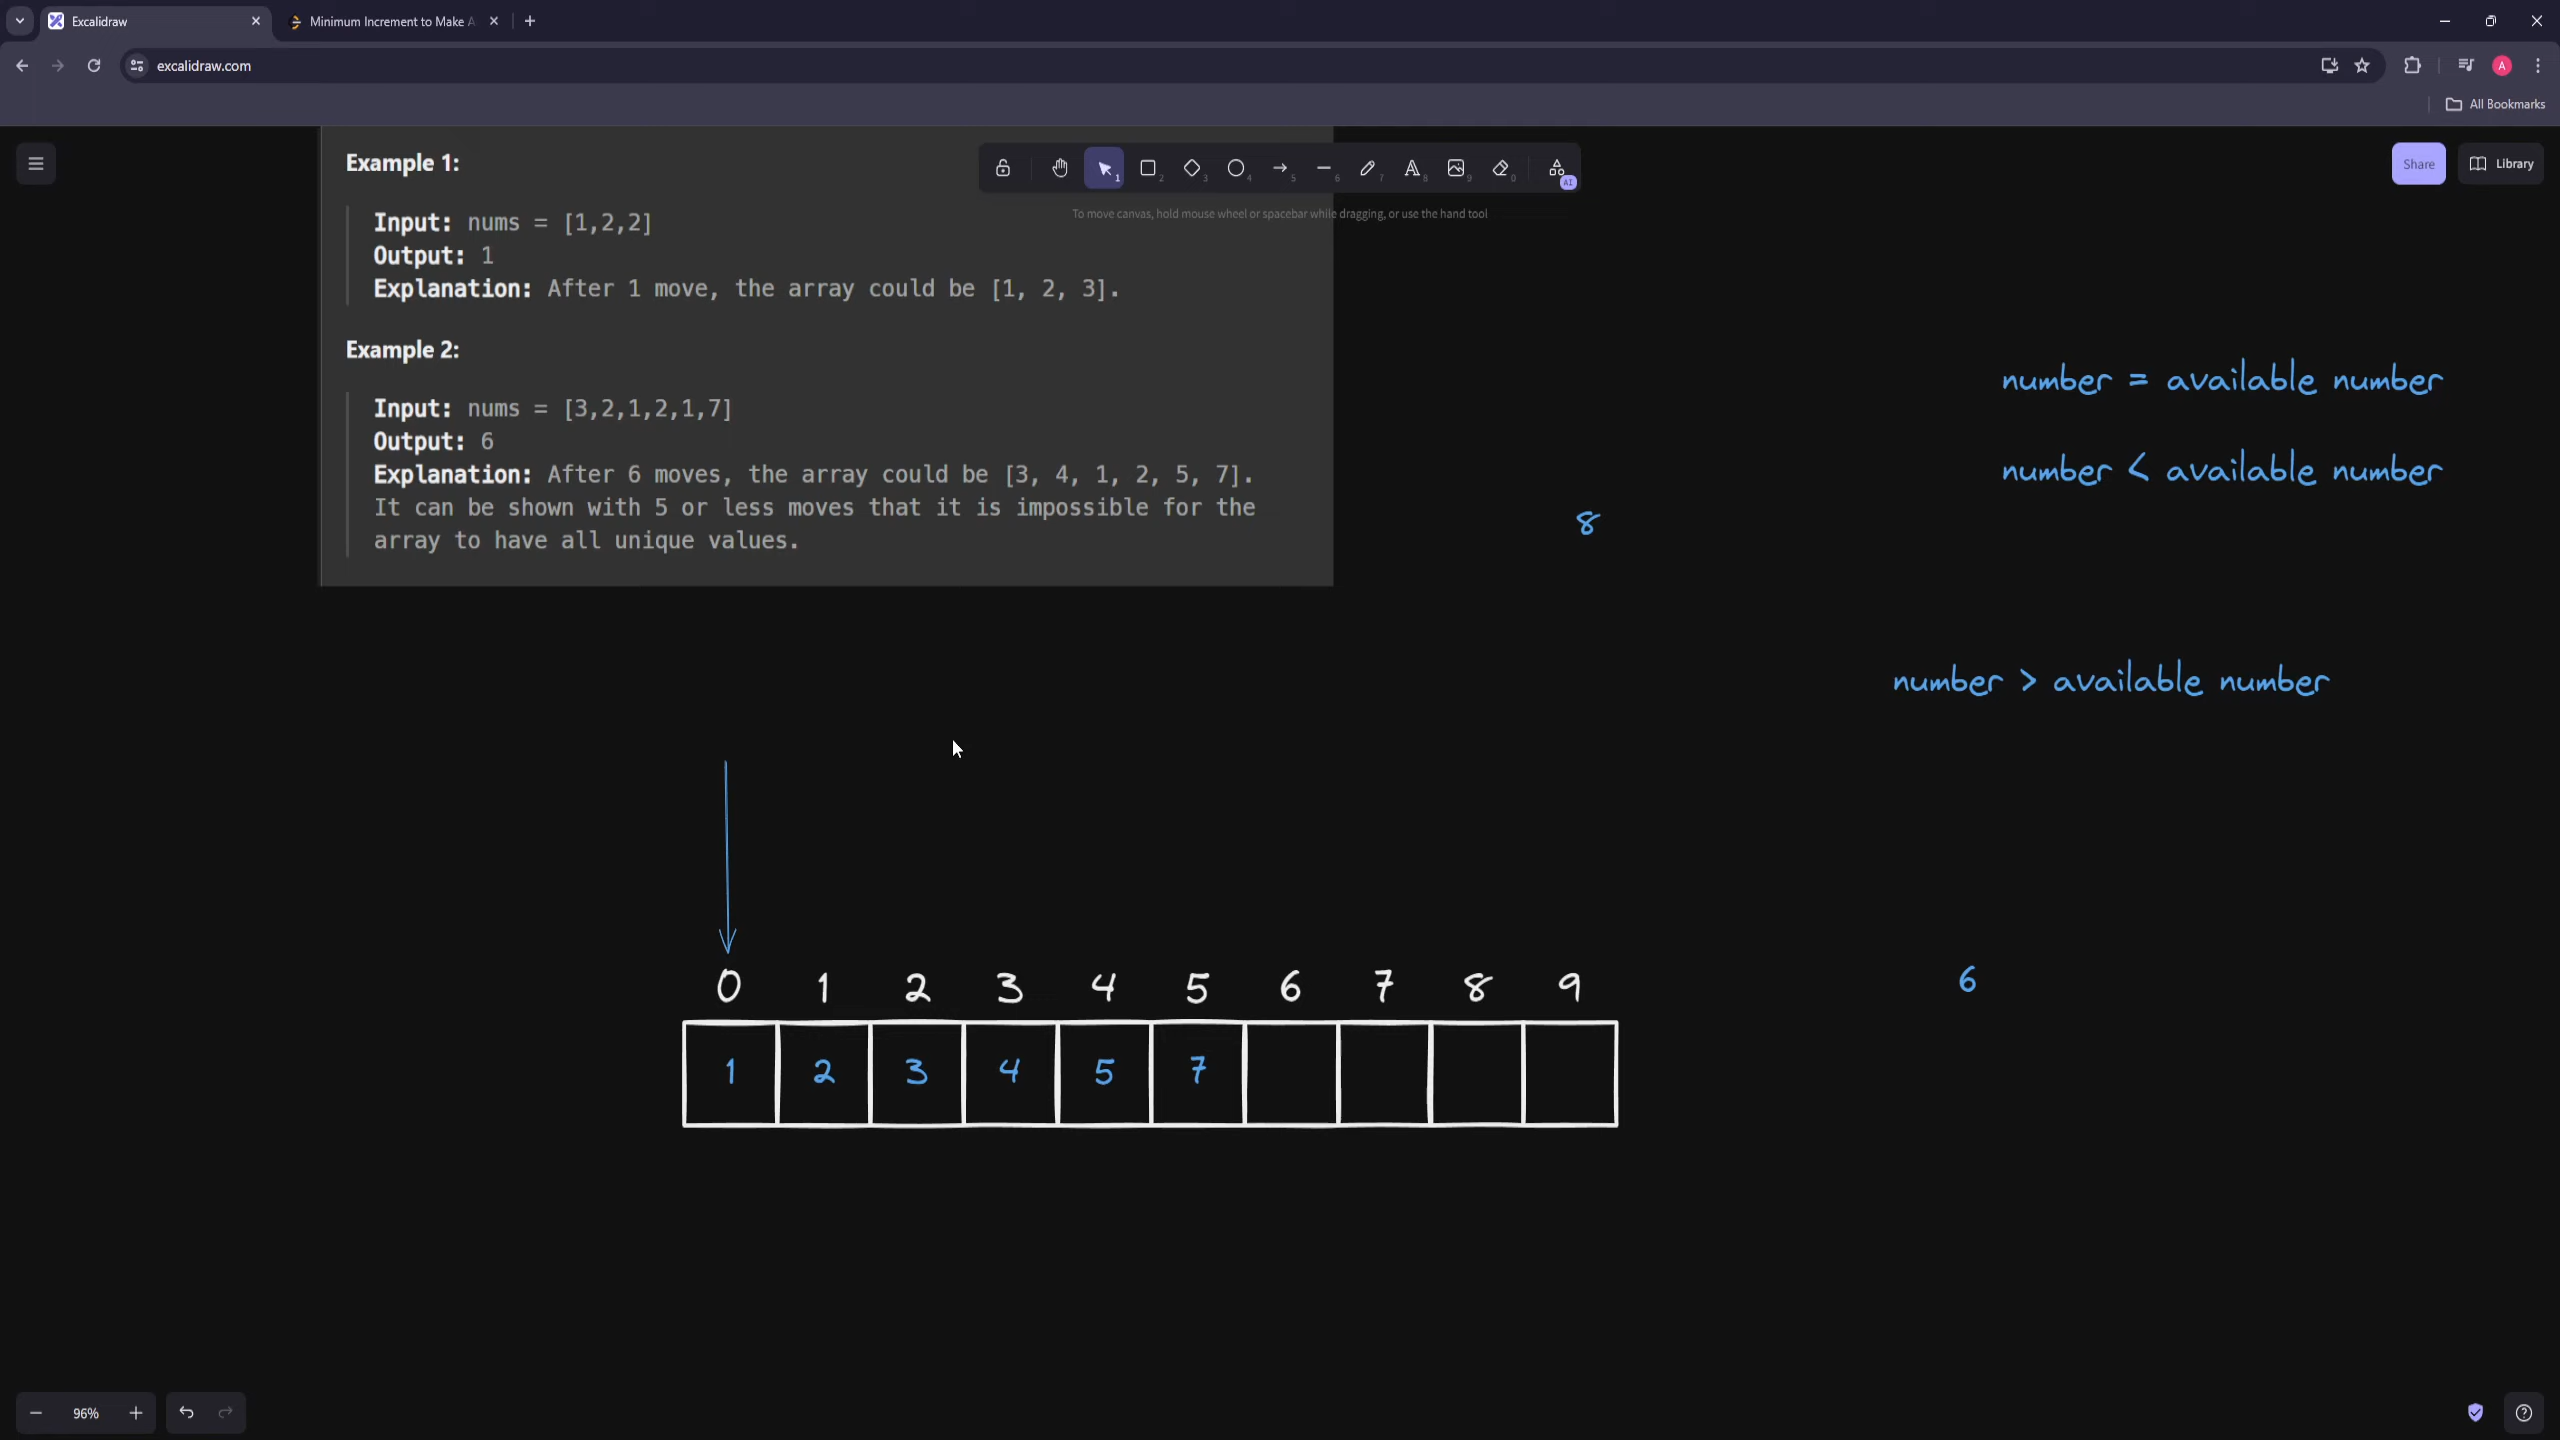 Excalidraw
Minimum Increment to Make A
excalidraw.com
All Bookmarks
Share
Library
To move canvas, hold mouse wheel or spacebar while dragging, or use the hand tool
Example 1:
Input: nums = [1,2,2]
Output: 1
Explanation: After 1 move, the array could be [1, 2, 3].
Example 2:
Input: nums = [3,2,1,2,1,7]
Output: 6
Explanation: After 6 moves, the array could be [3, 4, 1, 2, 5, 7].
It can be shown with 5 or less moves that it is impossible for the
array to have all unique values.
number = available number
number < available number
8
number > available number
0 1 2 3 4 5 6 7 8 9
6
1 2 3 4 5 7
96%